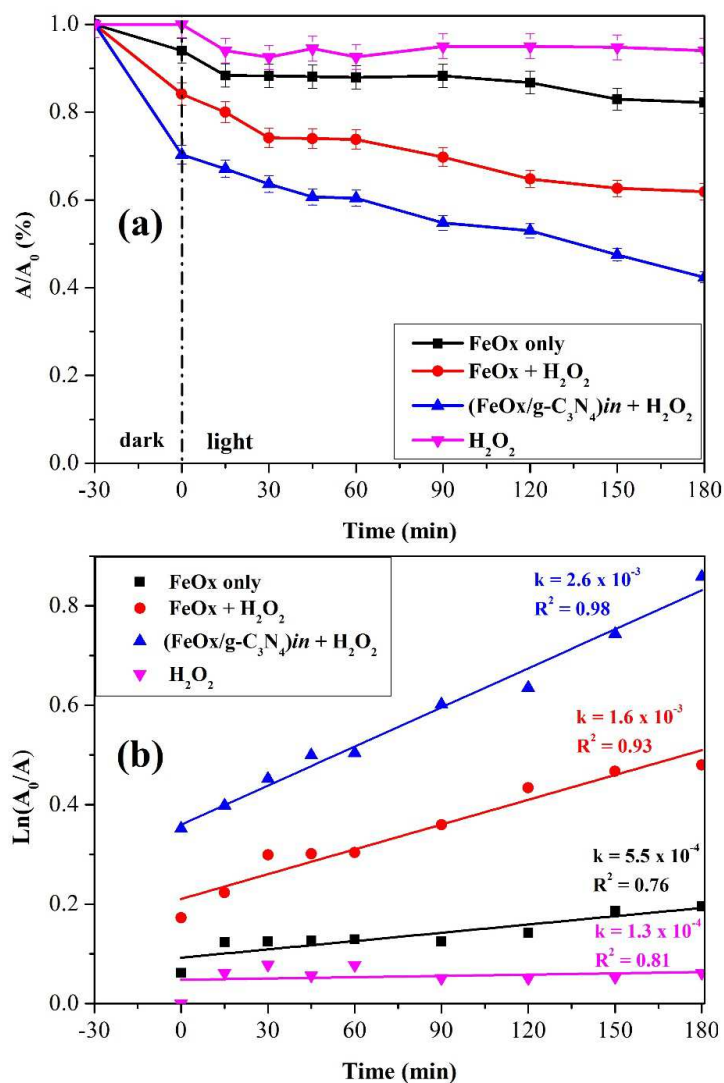 1.0
0.8
0.6
0.4
0.2
0.0
A/A₀ (%)
(a)
FeOx only
FeOx + H₂O₂
(FeOx/g-C₃N₄)in + H₂O₂
H₂O₂
dark
light
-30 0 30 60 90 120 150 180
Time (min)
0.8
0.6
0.4
0.2
0.0
Ln(A₀/A)
FeOx only
FeOx + H₂O₂
(FeOx/g-C₃N₄)in + H₂O₂
H₂O₂
(b)
k = 2.6 x 10⁻³
R² = 0.98
k = 1.6 x 10⁻³
R² = 0.93
k = 5.5 x 10⁻⁴
R² = 0.76
k = 1.3 x 10⁻⁴
R² = 0.81
-30 0 30 60 90 120 150 180
Time (min)